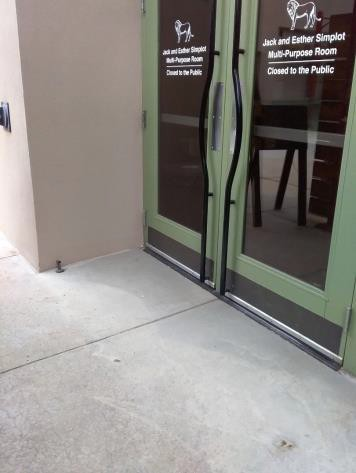 Jack and Esther Simplot
Multi-Purpose Room
Closed to the Public
Jack and Esther Simplot
Multi-Purpose Room
Closed to the Public